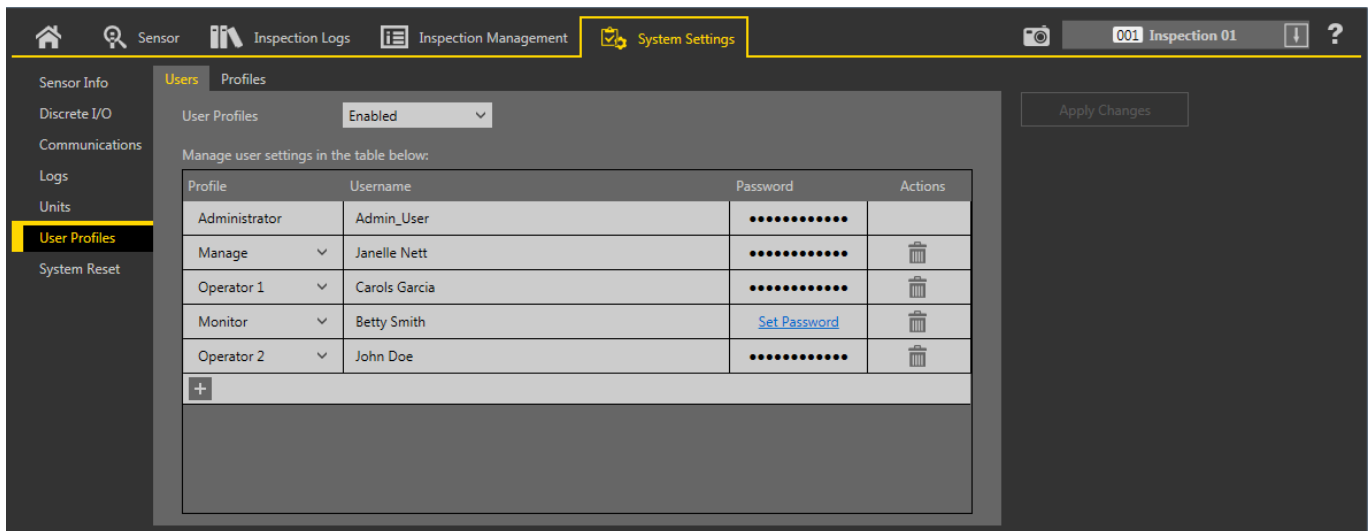 Sensor Inspection Logs Inspection Management System Settings 001 Inspection 01 ?
Sensor Info
Discrete I/O
Communications
Logs
Units
User Profiles
System Reset
Users Profiles
User Profiles Enabled
Manage user settings in the table below:
Profile Username Password Actions
Administrator Admin_User ••••••••••••
Manage Janelle Nett ••••••••••••
Operator 1 Carols Garcia ••••••••••••
Monitor Betty Smith Set Password
Operator 2 John Doe ••••••••••••
+
Apply Changes